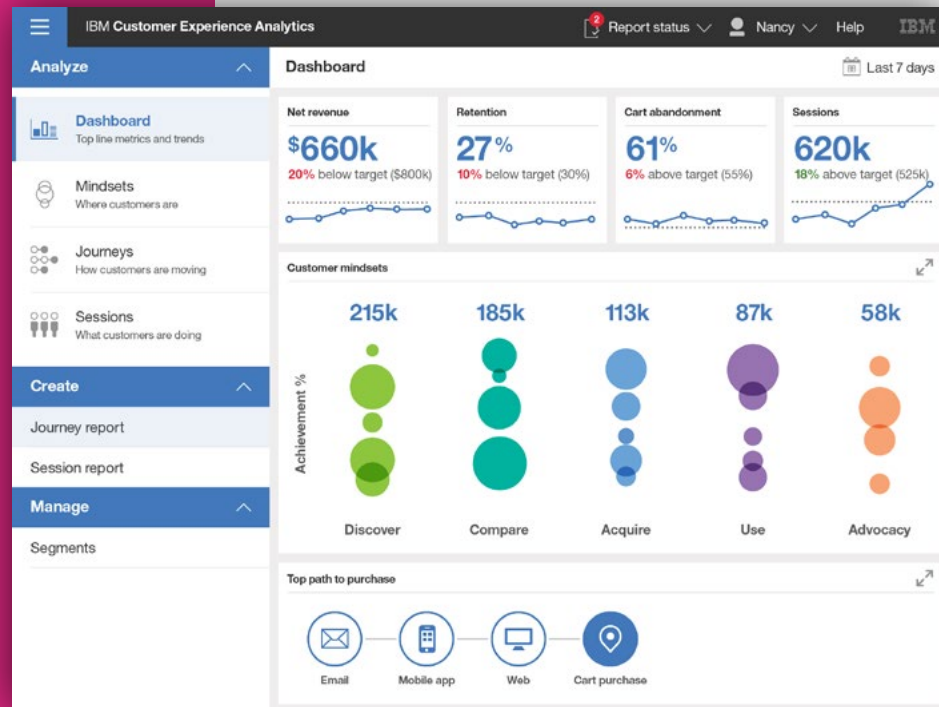 IBM Customer Experience Analytics
2
Report status
Nancy
Help
IBM
Analyze
Dashboard
Top line metrics and trends
Mindsets
Where customers are
Journeys
How customers are moving
Sessions
What customers are doing
Create
Journey report
Session report
Manage
Segments
Dashboard
Last 7 days
Net revenue
$660k
20% below target ($800k)
Retention
27%
10% below target (30%)
Cart abandonment
61%
6% above target (55%)
Sessions
620k
18% above target (525k)
Customer mindsets
215k 185k 113k 87k 58k
Achievement %
Discover Compare Acquire Use Advocacy
Top path to purchase
Email Mobile app Web Cart purchase